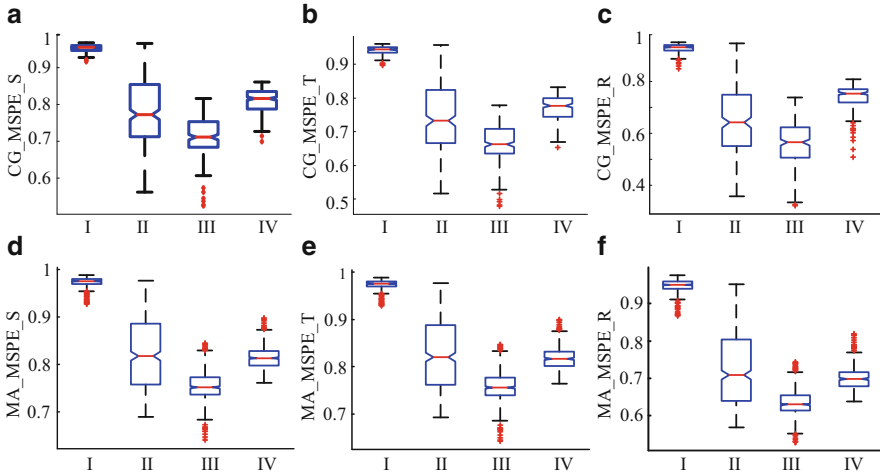 a
CG_MSPE_S
1
0.9
0.8
0.7
0.6
I II III IV
b
CG_MSPE_T
0.9
0.8
0.7
0.6
0.5
I II III IV
c
CG_MSPE_R
1
0.8
0.6
0.4
I II III IV
d
MA_MSPE_S
1
0.9
0.8
0.7
I II III IV
e
MA_MSPE_T
1
0.9
0.8
0.7
I II III IV
f
MA_MSPE_R
0.9
0.8
0.7
0.6
I II III IV